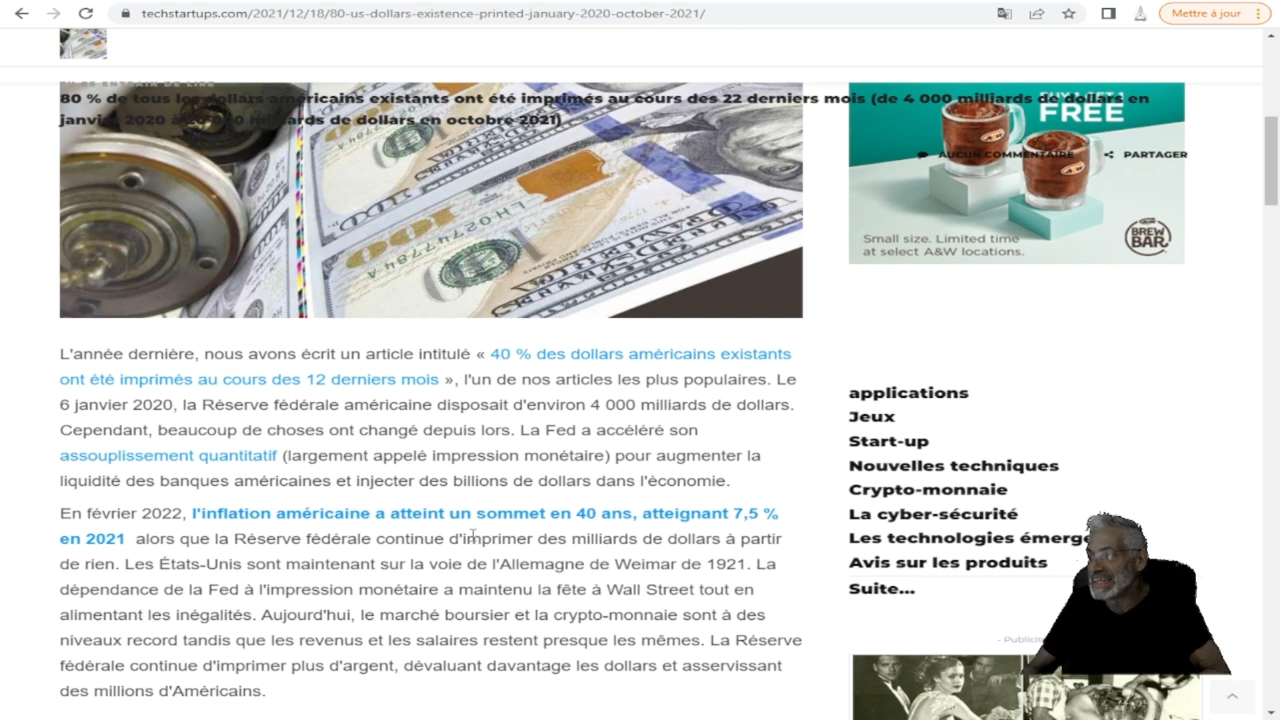 techstartups.com/2021/12/18/80-us-dollars-existence-printed-january-2020-october-2021/
Mettre à jour
80 % de tous les dollars américains existants ont été imprimés au cours des 22 derniers mois (de 4 000 milliards de dollars en
janvier 2020 à milliards de dollars en octobre 2021)
AUCUN COMMENTAIRE
PARTAGER
FREE
Small size. Limited time
at select A&W locations.
BREW
BAR
LH0274778
100
L'année dernière, nous avons écrit un article intitulé « 40 % des dollars américains existants
ont été imprimés au cours des 12 derniers mois », l'un de nos articles les plus populaires. Le
6 janvier 2020, la Réserve fédérale américaine disposait d'environ 4 000 milliards de dollars.
Cependant, beaucoup de choses ont changé depuis lors. La Fed a accéléré son
assouplissement quantitatif (largement appelé impression monétaire) pour augmenter la
liquidité des banques américaines et injecter des billions de dollars dans l'économie.
En février 2022, l'inflation américaine a atteint un sommet en 40 ans, atteignant 7,5 %
en 2021 alors que la Réserve fédérale continue d'imprimer des milliards de dollars à partir
de rien. Les États-Unis sont maintenant sur la voie de l'Allemagne de Weimar de 1921. La
dépendance de la Fed à l'impression monétaire a maintenu la fête à Wall Street tout en
alimentant les inégalités. Aujourd'hui, le marché boursier et la crypto-monnaie sont à des
niveaux record tandis que les revenus et les salaires restent presque les mêmes. La Réserve
fédérale continue d'imprimer plus d'argent, dévaluant davantage les dollars et asservissant
des millions d'Américains.
applications
Jeux
Start-up
Nouvelles techniques
Crypto-monnaie
La cyber-sécurité
Les technologies émerge
Avis sur les produits
Suite...
- Publicité